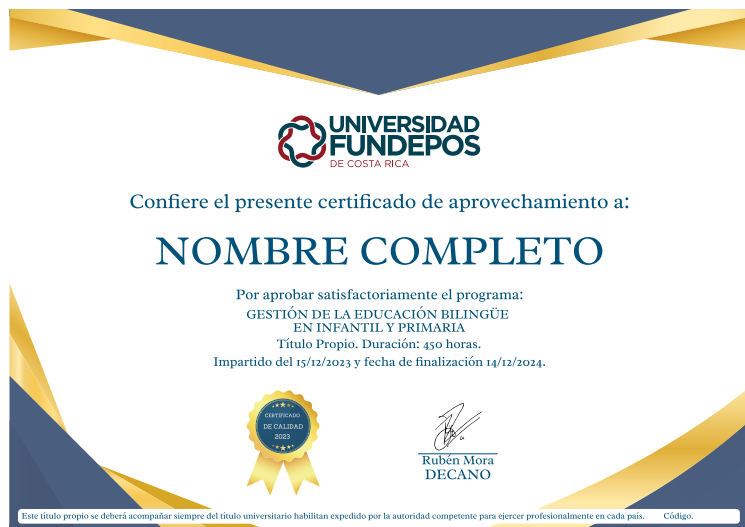 UNIVERSIDAD
FUNDEPOS
DE COSTA RICA
Confiere el presente certificado de aprovechamiento a:
NOMBRE COMPLETO
Por aprobar satisfactoriamente el programa:
GESTIÓN DE LA EDUCACIÓN BILINGÜE
EN INFANTIL Y PRIMARIA
Título Propio. Duración: 450 horas.
Impartido del 15/12/2023 y fecha de finalización 14/12/2024.
CERTIFICADO
DE CALIDAD
2023
Rubén Mora
DECANO
Este título propio se deberá acompañar siempre del título universitario habilitan expedido por la autoridad competente para ejercer profesionalmente en cada país. Código.